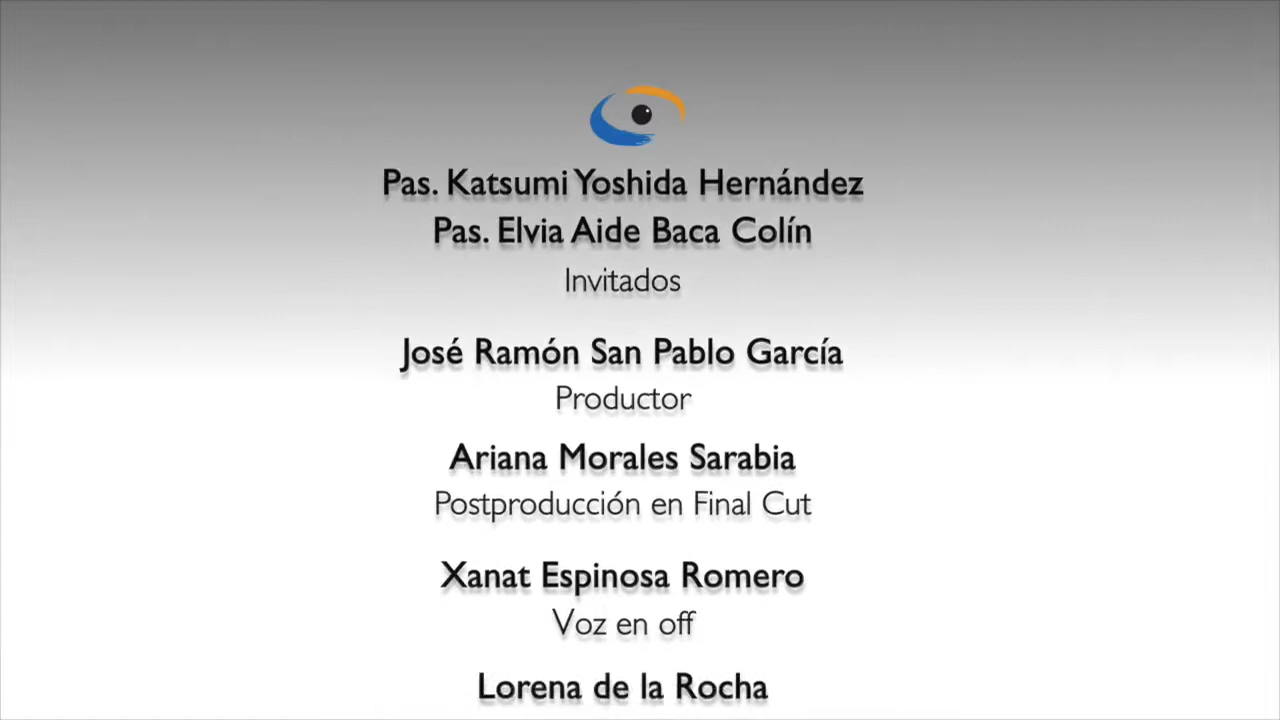 Pas. Katsumi Yoshida Hernández
Pas. Elvia Aide Baca Colín
Invitados
José Ramón San Pablo García
Productor
Ariana Morales Sarabia
Postproducción en Final Cut
Xanat Espinosa Romero
Voz en off
Lorena de la Rocha